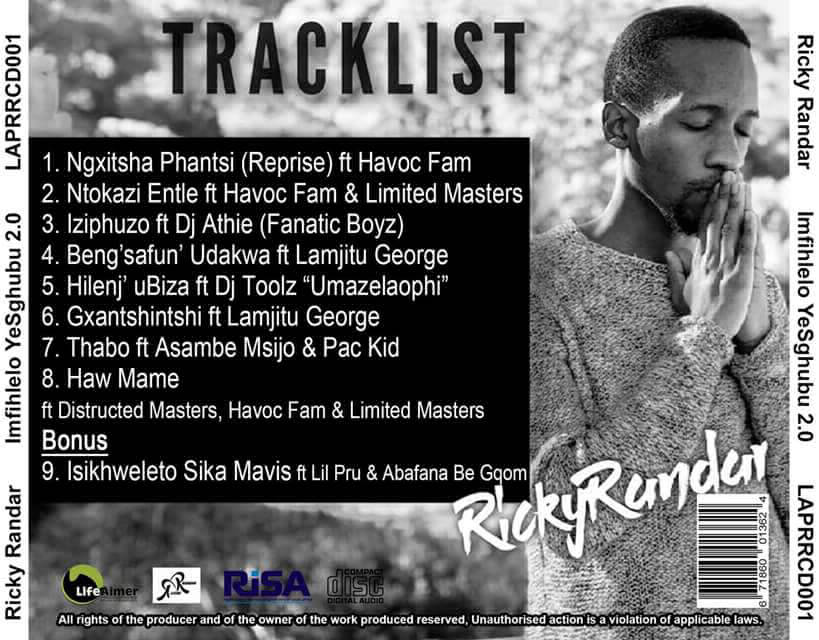 TRACKLIST
1. Ngxitsha Phantsi (Reprise) ft Havoc Fam
2. Ntokazi Entle ft Havoc Fam & Limited Masters
3. Iziphuzo ft Dj Athie (Fanatic Boyz)
4. Beng'safun' Udakwa ft Lamjitu George
5. Hilenj' uBiza ft Dj Toolz “Umazelaophi”
6. Gxantshintshi ft Lamjitu George
7. Thabo ft Asambe Msijo & Pac Kid
8. Haw Mame
ft Distructed Masters, Havoc Fam & Limited Masters
Bonus
9. Isikhweleto Sika Mavis ft Lil Pru & Abafana Be Gqom
RickyRandar
6 71860 01362 4
LifeAimer
RiSA
COMPACT
disc
DIGITAL AUDIO
All rights of the producer and of the owner of the work produced reserved, Unauthorised action is a violation of applicable laws.
Ricky Randar Imfihlelo YeSghubu 2.0 LAPRRCD001
Ricky Randar Imfihlelo YeSghubu 2.0 LAPRRCD001